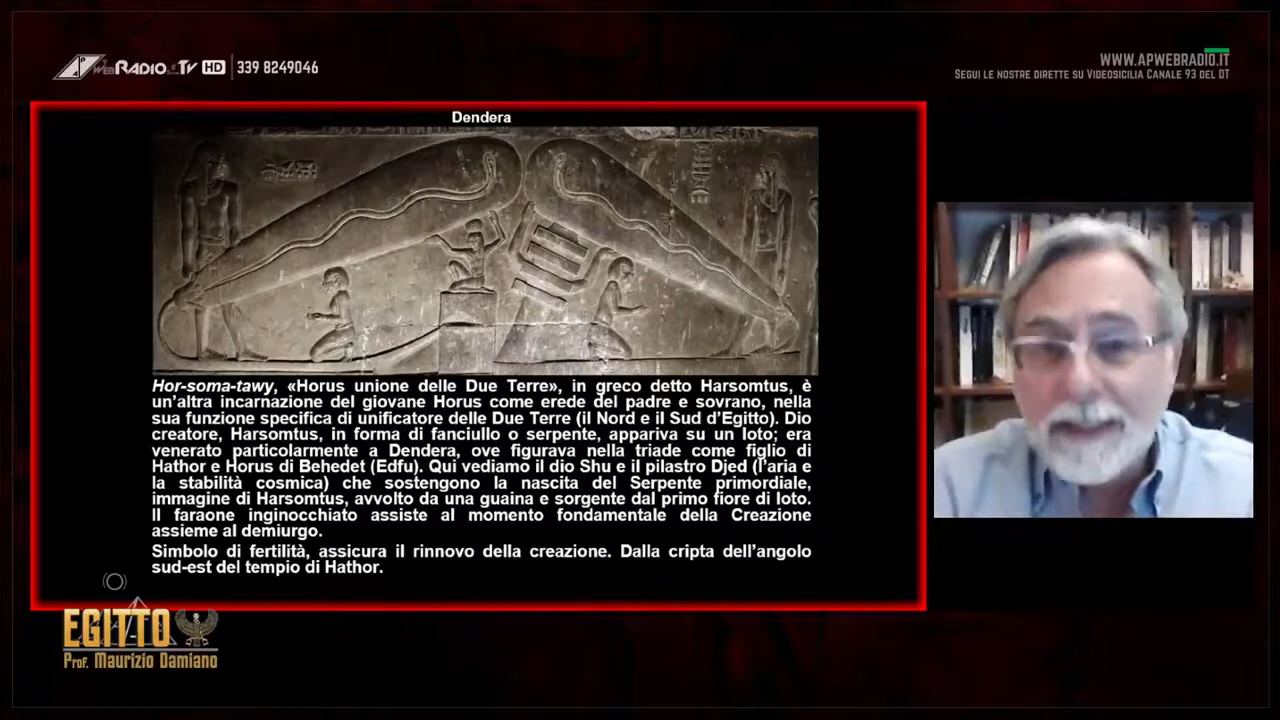 WEB RADIO E TV HD 339 8249046
WWW.APWEBRADIO.IT
SEGUI LE NOSTRE DIRETTE SU VIDEOSICILIA CANALE 93 DEL DT
Dendera
Hor-soma-tawy, «Horus unione delle Due Terre», in greco detto Harsomtus, è
un'altra incarnazione del giovane Horus come erede del padre e sovrano, nella
sua funzione specifica di unificatore delle Due Terre (il Nord e il Sud d'Egitto). Dio
creatore, Harsomtus, in forma di fanciullo o serpente, appariva su un loto; era
venerato particolarmente a Dendera, ove figurava nella triade come figlio di
Hathor e Horus di Behedet (Edfu). Qui vediamo il dio Shu e il pilastro Djed (l'aria e
la stabilità cosmica) che sostengono la nascita del Serpente primordiale,
immagine di Harsomtus, avvolto da una guaina e sorgente dal primo fiore di loto.
Il faraone inginocchiato assiste al momento fondamentale della Creazione
assieme al demiurgo.
Simbolo di fertilità, assicura il rinnovo della creazione. Dalla cripta dell'angolo
sud-est del tempio di Hathor.
EGITTO
Prof. Maurizio Damiano